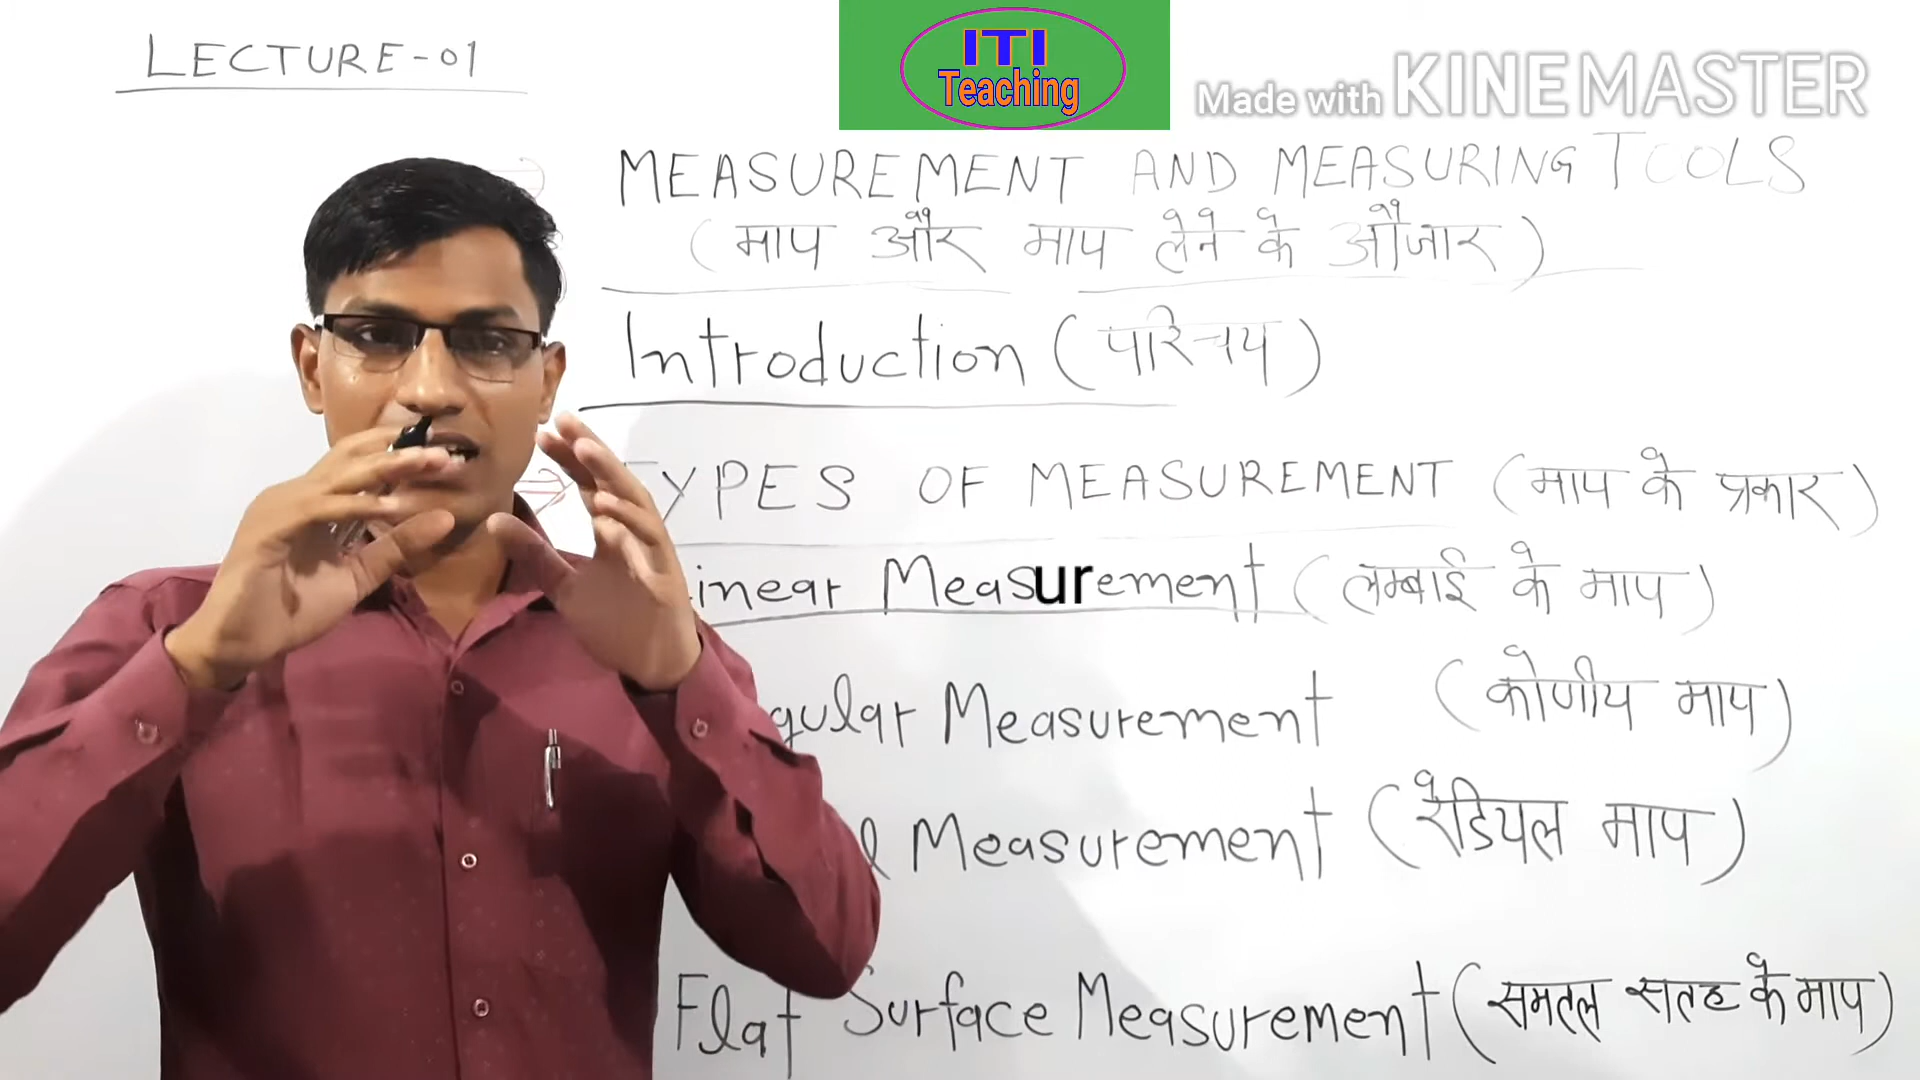 LECTURE-01
ITI
Teaching
Made with KINEMASTER
MEASUREMENT AND MEASURING TOOLS
(माप और माप लेने के औजार)
Introduction (परिचय)
TYPES OF MEASUREMENT (माप के प्रकार)
inear Measurement (लम्बाई के माप)
gular Measurement (कोणीय माप)
l Measurement (रैडियल माप)
Flat Surface Measurement (समतल सतह के माप)